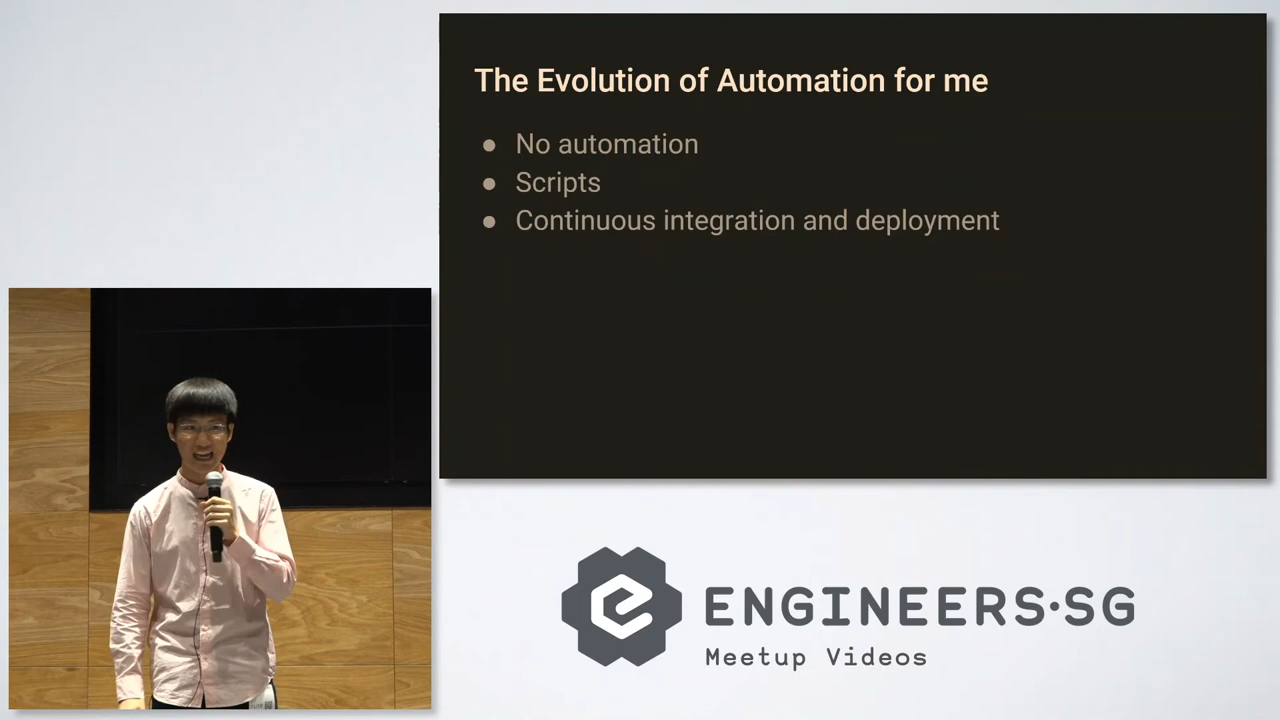 The Evolution of Automation for me
● No automation
● Scripts
● Continuous integration and deployment
ENGINEERS·SG
Meetup Videos